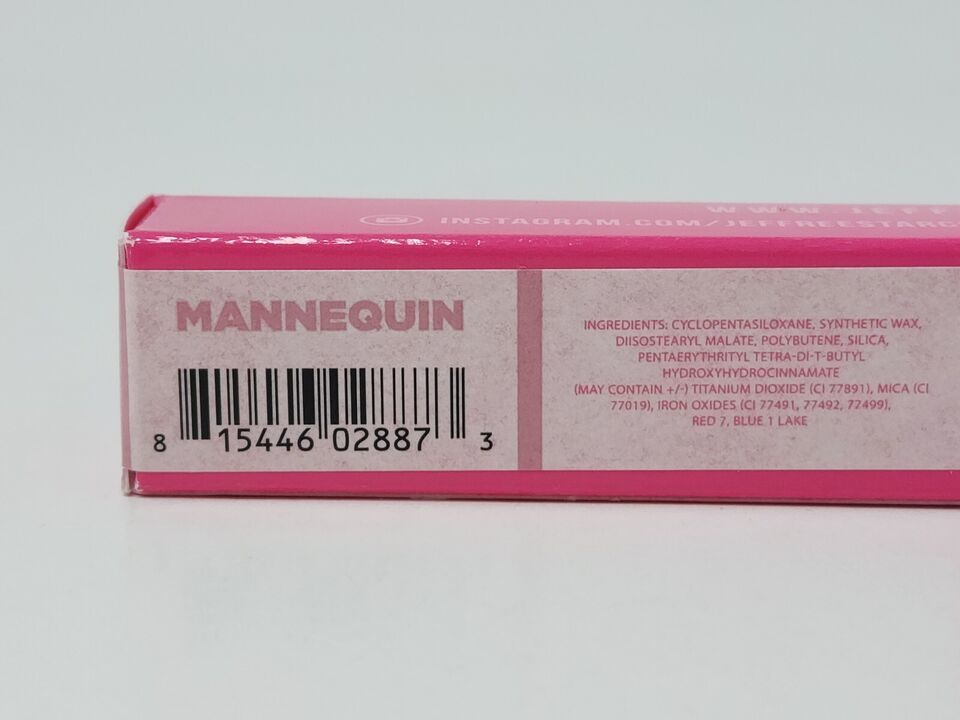 WWW.JEFF
INSTAGRAM.COM/JEFFREESTARC
MANNEQUIN
8 15446 02887 3
INGREDIENTS: CYCLOPENTASILOXANE, SYNTHETIC WAX,
DIISOSTEARYL MALATE, POLYBUTENE, SILICA,
PENTAERYTHRITYL TETRA-DI-T-BUTYL
HYDROXYHYDROCINNAMATE
(MAY CONTAIN +/-) TITANIUM DIOXIDE (CI 77891), MICA (CI
77019), IRON OXIDES (CI 77491, 77492, 77499),
RED 7, BLUE 1 LAKE